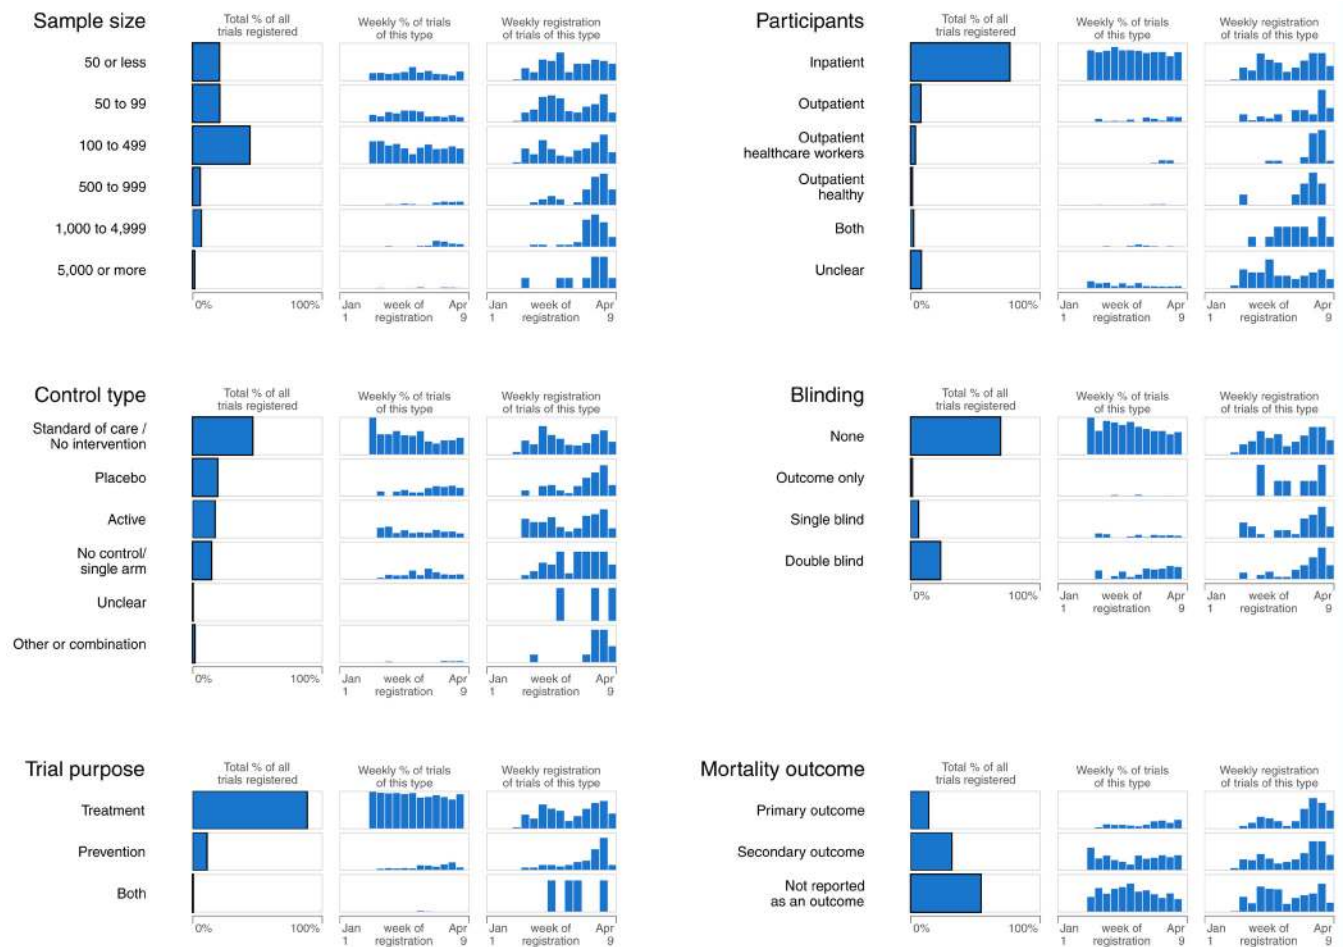 Sample size
Total % of all
trials registered
Weekly % of trials
of this type
Weekly registration
of trials of this type
50 or less
50 to 99
100 to 499
500 to 999
1,000 to 4,999
5,000 or more
0%
100%
Jan
1
week of
registration
Apr
9
Jan
1
week of
registration
Apr
9
Participants
Total % of all
trials registered
Weekly % of trials
of this type
Weekly registration
of trials of this type
Inpatient
Outpatient
Outpatient
healthcare workers
Outpatient
healthy
Both
Unclear
0%
100%
Jan
1
week of
registration
Apr
9
Jan
1
week of
registration
Apr
9
Control type
Total % of all
trials registered
Weekly % of trials
of this type
Weekly registration
of trials of this type
Standard of care /
No intervention
Placebo
Active
No control/
single arm
Unclear
Other or combination
0%
100%
Jan
1
week of
registration
Apr
9
Jan
1
week of
registration
Apr
9
Blinding
Total % of all
trials registered
Weekly % of trials
of this type
Weekly registration
of trials of this type
None
Outcome only
Single blind
Double blind
0%
100%
Jan
1
week of
registration
Apr
9
Jan
1
week of
registration
Apr
9
Trial purpose
Total % of all
trials registered
Weekly % of trials
of this type
Weekly registration
of trials of this type
Treatment
Prevention
Both
0%
100%
Jan
1
week of
registration
Apr
9
Jan
1
week of
registration
Apr
9
Mortality outcome
Total % of all
trials registered
Weekly % of trials
of this type
Weekly registration
of trials of this type
Primary outcome
Secondary outcome
Not reported
as an outcome
0%
100%
Jan
1
week of
registration
Apr
9
Jan
1
week of
registration
Apr
9